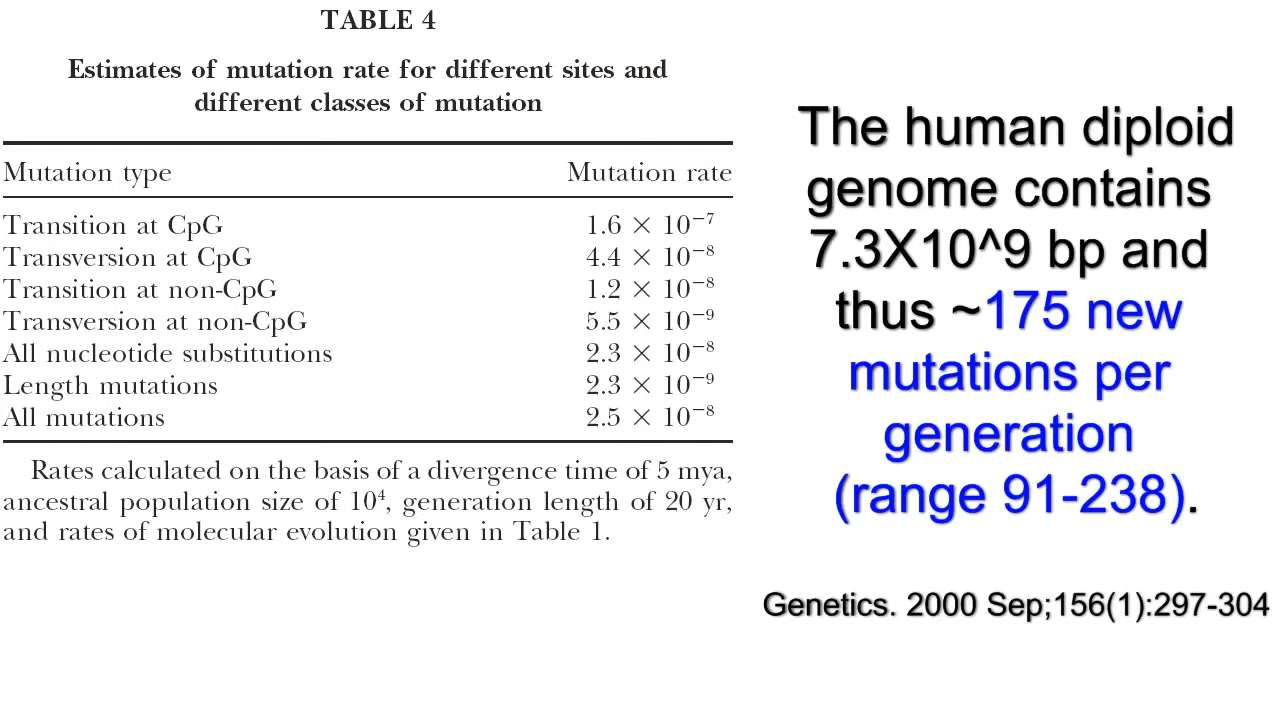 TABLE 4
Estimates of mutation rate for different sites and
different classes of mutation
Mutation type Mutation rate
Transition at CpG 1.6 × 10⁻⁷
Transversion at CpG 4.4 × 10⁻⁸
Transition at non-CpG 1.2 × 10⁻⁸
Transversion at non-CpG 5.5 × 10⁻⁹
All nucleotide substitutions 2.3 × 10⁻⁸
Length mutations 2.3 × 10⁻⁹
All mutations 2.5 × 10⁻⁸
Rates calculated on the basis of a divergence time of 5 mya,
ancestral population size of 10⁴, generation length of 20 yr,
and rates of molecular evolution given in Table 1.
The human diploid
genome contains
7.3X10^9 bp and
thus ~175 new
mutations per
generation
(range 91-238).
Genetics. 2000 Sep;156(1):297-304